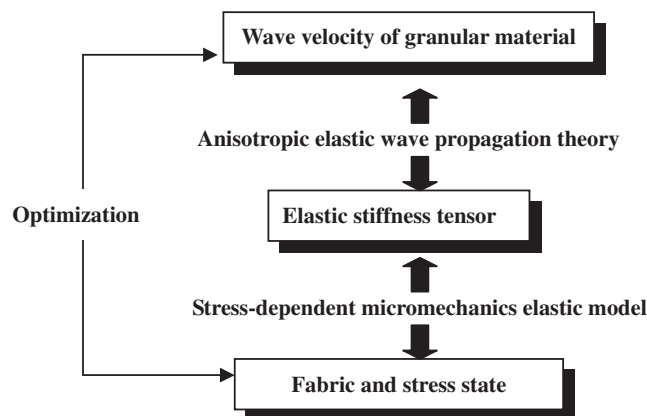 Wave velocity of granular material
Anisotropic elastic wave propagation theory
Optimization
Elastic stiffness tensor
Stress-dependent micromechanics elastic model
Fabric and stress state